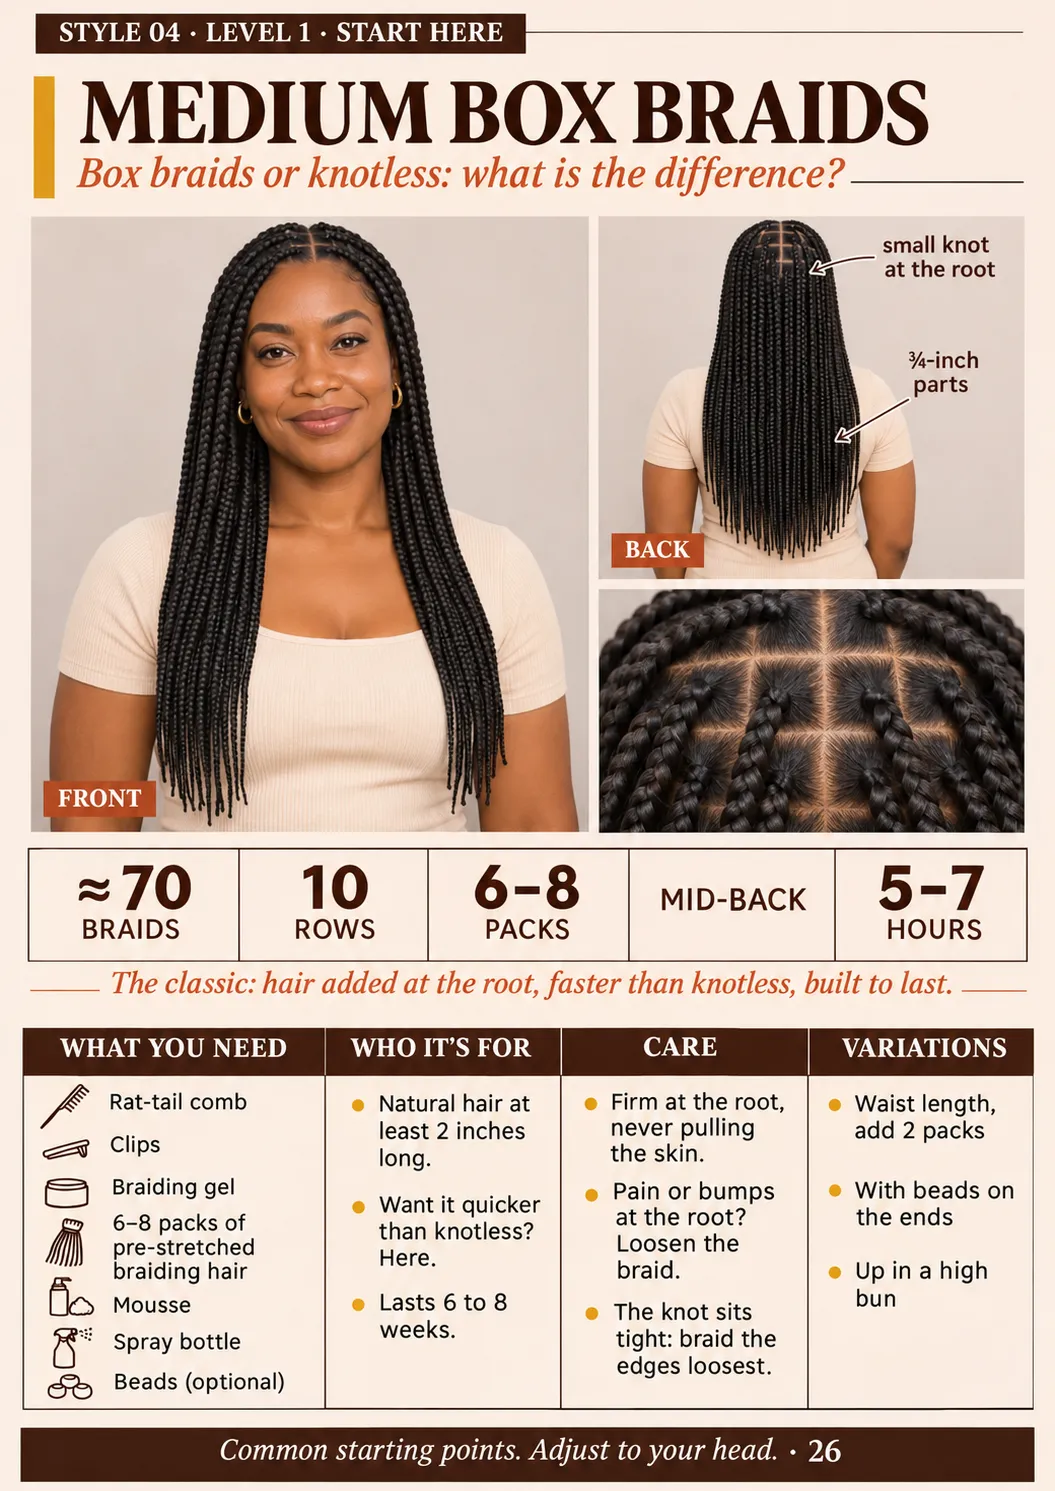 STYLE 04 · LEVEL 1 · START HERE
MEDIUM BOX BRAIDS
Box braids or knotless: what is the difference?
small knot
at the root
¾-inch
parts
BACK
FRONT
≈70
BRAIDS
10
ROWS
6–8
PACKS
MID-BACK
5–7
HOURS
The classic: hair added at the root, faster than knotless, built to last.
WHAT YOU NEED
Rat-tail comb
Clips
Braiding gel
6–8 packs of
pre-stretched
braiding hair
Mousse
Spray bottle
Beads (optional)
WHO IT'S FOR
Natural hair at
least 2 inches
long.
Want it quicker
than knotless?
Here.
Lasts 6 to 8
weeks.
CARE
Firm at the root,
never pulling
the skin.
Pain or bumps
at the root?
Loosen the
braid.
The knot sits
tight: braid the
edges loosest.
VARIATIONS
Waist length,
add 2 packs
With beads on
the ends
Up in a high
bun
Common starting points. Adjust to your head. · 26